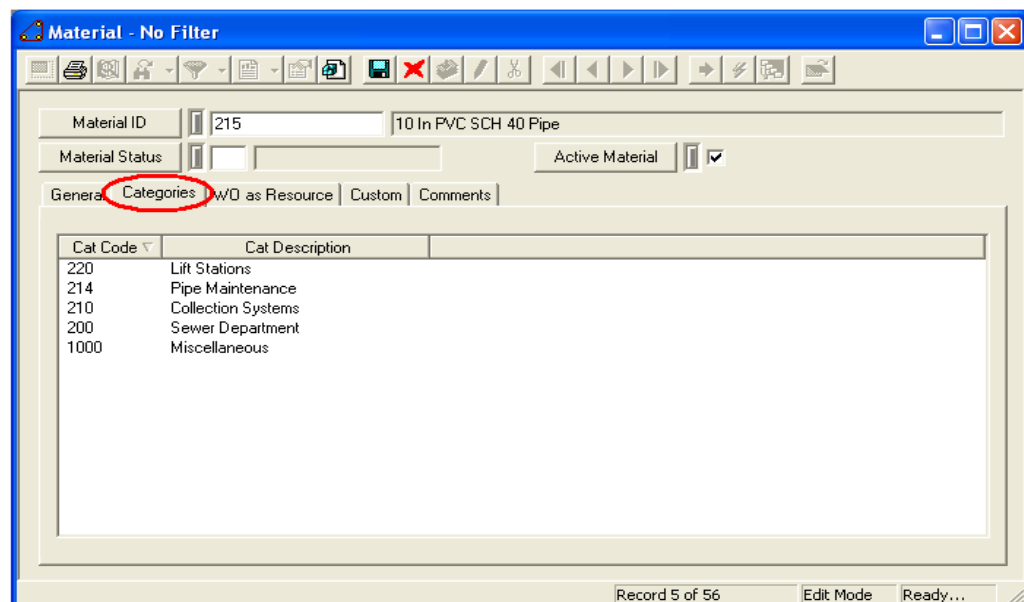 Material - No Filter
Material ID 215 10 In PVC SCH 40 Pipe
Material Status Active Material
General Categories WO as Resource Custom Comments
Cat Code Cat Description
220 Lift Stations
214 Pipe Maintenance
210 Collection Systems
200 Sewer Department
1000 Miscellaneous
Record 5 of 56 Edit Mode Ready...